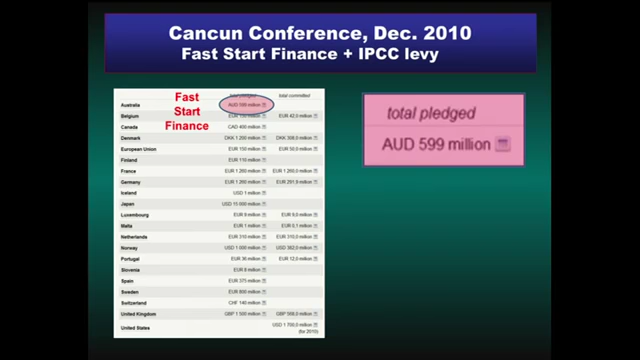 Cancun Conference, Dec. 2010
Fast Start Finance + IPCC levy
total pledged total committed
Fast
Start
Finance
Australia AUD 599 million
Belgium EUR 150 million EUR 42,0 million
Canada CAD 400 million
Denmark DKK 1.200 million DKK 308,0 million
European Union EUR 150 million EUR 50,0 million
Finland EUR 110 million
France EUR 1 260 million EUR 1260,0 million
Germany EUR 1 260 million EUR 291,9 million
Iceland USD 1 million
Japan USD 15 000 million
Luxembourg EUR 9 million EUR 9,0 million
Malta EUR 1 million EUR 0,1 million
Netherlands EUR 310 million EUR 310,0 million
Norway USD 1 000 million USD 382,0 million
Portugal EUR 36 million EUR 12,0 million
Slovenia EUR 8 million
Spain EUR 375 million
Sweden EUR 800 million
Switzerland CHF 140 million
United Kingdom GBP 1 500 million GBP 568,0 million
United States USD 1 700,0 million
(for 2010)
total pledged
AUD 599 million